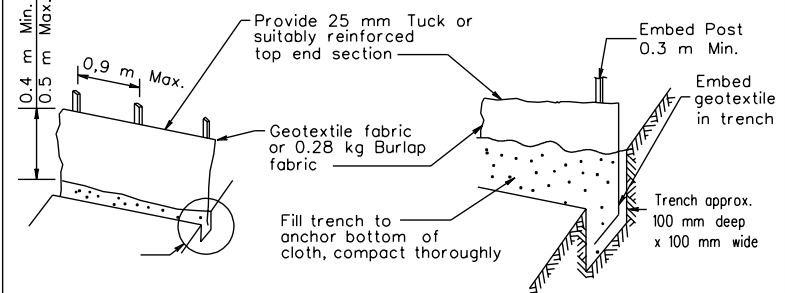 0.4 m Min.
0.5 m Max.
0,9 m Max.
Provide 25 mm Tuck or
suitably reinforced
top end section
Geotextile fabric
or 0.28 kg Burlap
fabric
Fill trench to
anchor bottom of
cloth, compact thoroughly
Embed Post
0.3 m Min.
Embed
geotextile
in trench
Trench approx.
100 mm deep
x 100 mm wide